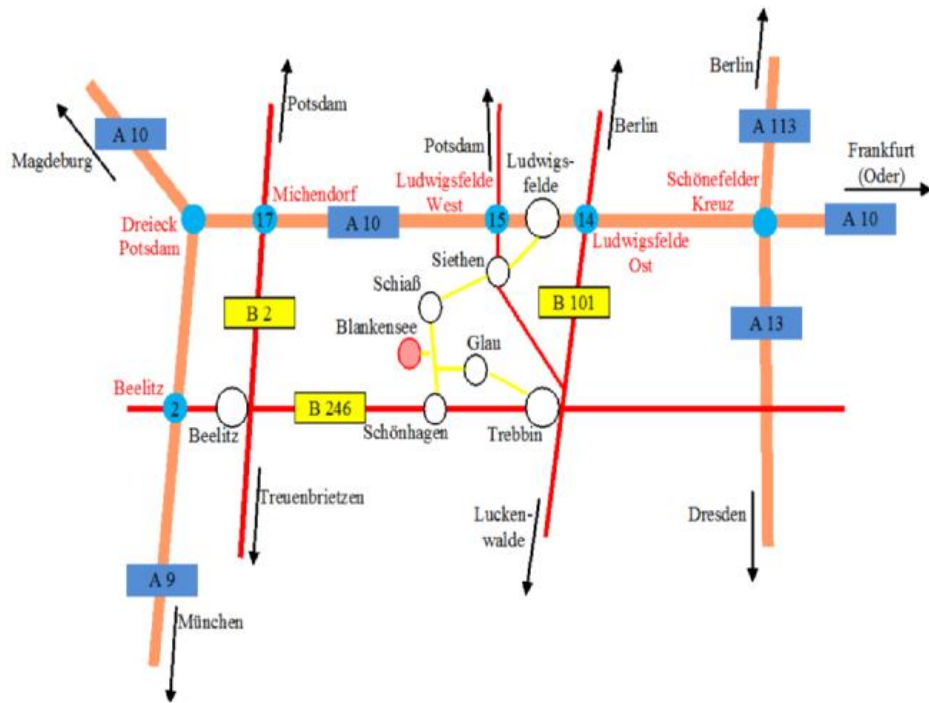 Berlin
Potsdam
A 10
A 113
Berlin
Magdeburg
Potsdam
Ludwigs-
felde
Frankfurt
(Oder)
Michendorf
Ludwigsfelde
West
Schönefelder
Kreuz
Dreieck
Potsdam
17
A 10
15
14
A 10
Ludwigsfelde
Ost
Siethen
Schiaß
B 2
B 101
Blankensee
Glau
A 13
Beelitz
2
B 246
Beelitz
Schönhagen
Trebbin
Treuenbrietzen
Lucken-
walde
Dresden
A 9
München